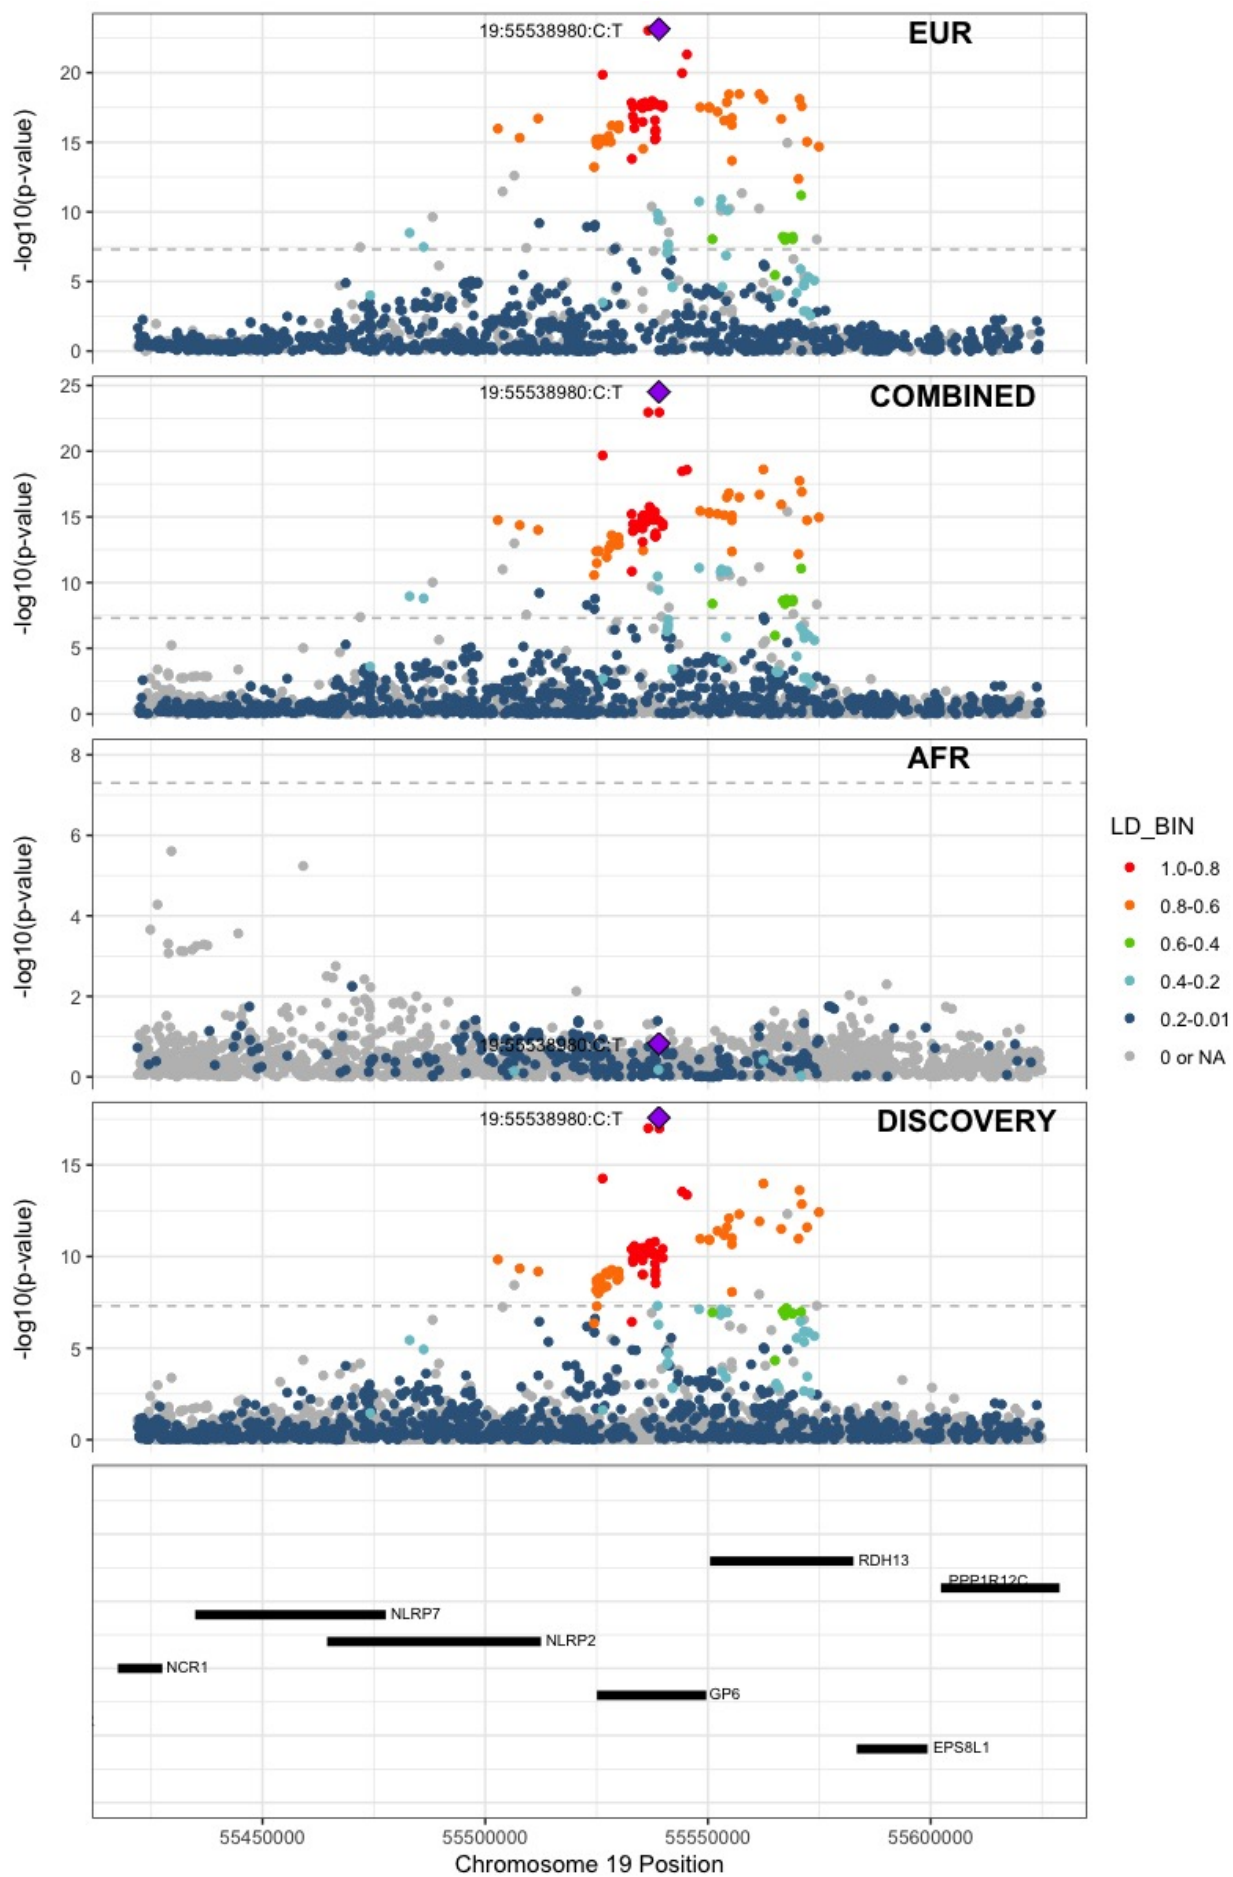 19:55538980:C:T
EUR
20
15
10
5
0
-log10(p-value)
19:55538980:C:T
COMBINED
25
20
15
10
5
0
-log10(p-value)
AFR
8
6
4
2
0
-log10(p-value)
19:55538980:C:T
LD_BIN
1.0-0.8
0.8-0.6
0.6-0.4
0.4-0.2
0.2-0.01
0 or NA
19:55538980:C:T
DISCOVERY
15
10
5
0
-log10(p-value)
RDH13
PPP1R12C
NLRP7
NLRP2
NCR1
GP6
EPS8L1
55450000 55500000 55550000 55600000
Chromosome 19 Position